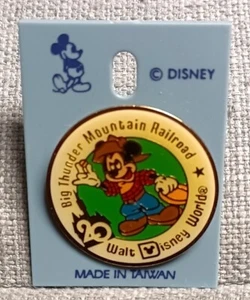 © DISNEY
Big Thunder Mountain Railroad
20
Walt Disney World®
MADE IN TAIWAN